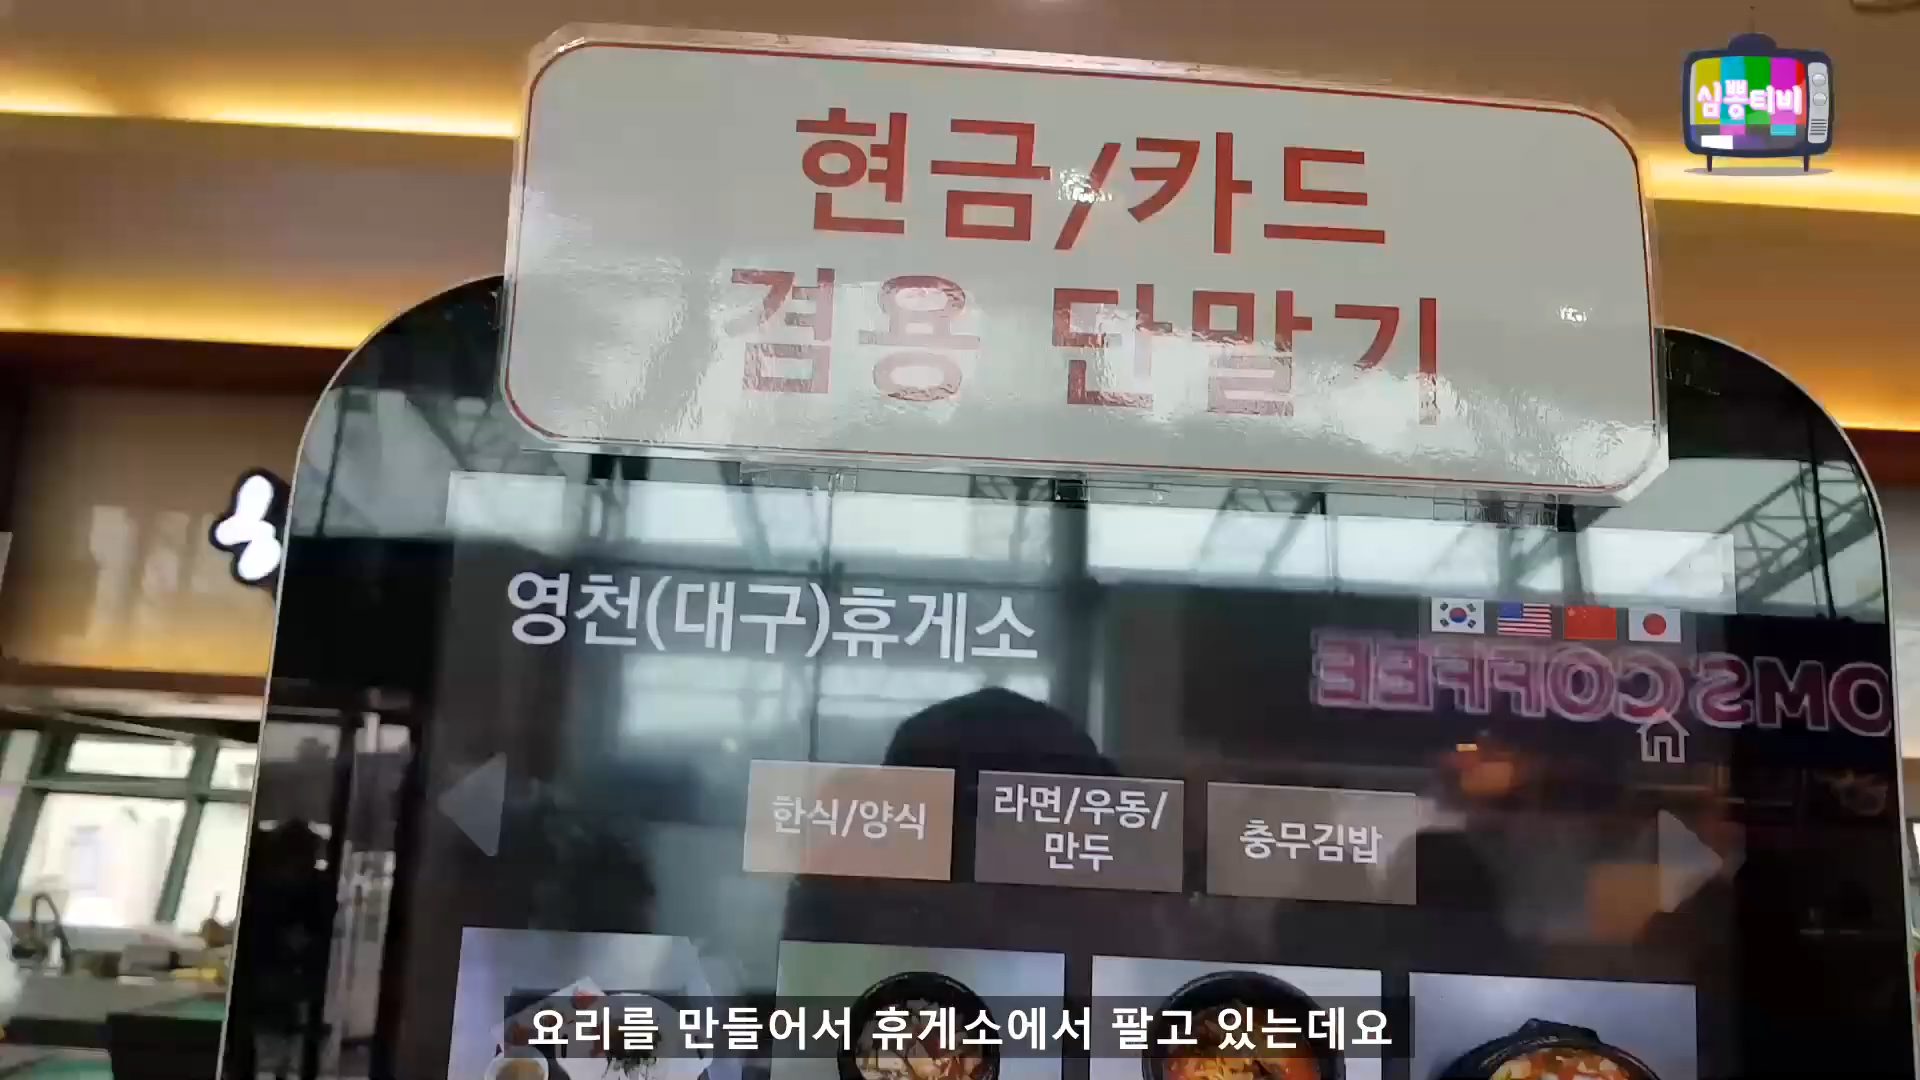 심뽕티비
현금/카드
겸용 단말기
영천(대구)휴게소
OMS COFFEE
한식/양식
라면/우동/
만두
충무김밥
요리를 만들어서 휴게소에서 팔고 있는데요